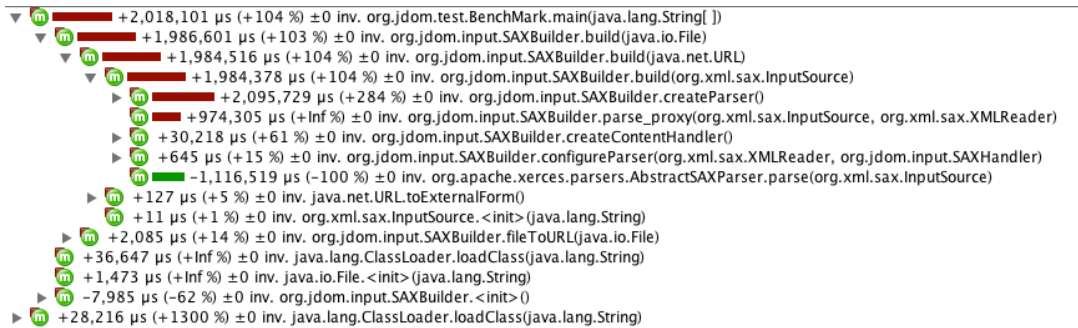 +2,018,101 µs (+104 %) ±0 inv. org.jdom.test.BenchMark.main(java.lang.String[ ])
m +1,986,601 µs (+103 %) ±0 inv. org.jdom.input.SAXBuilder.build(java.io.File)
m +1,984,516 µs (+104 %) ±0 inv. org.jdom.input.SAXBuilder.build(java.net.URL)
m +1,984,378 µs (+104 %) ±0 inv. org.jdom.input.SAXBuilder.build(org.xml.sax.InputSource)
m +2,095,729 µs (+284 %) ±0 inv. org.jdom.input.SAXBuilder.createParser()
m +974,305 µs (+Inf %) ±0 inv. org.jdom.input.SAXBuilder.parse_proxy(org.xml.sax.InputSource, org.xml.sax.XMLReader)
m +30,218 µs (+61 %) ±0 inv. org.jdom.input.SAXBuilder.createContentHandler()
m +645 µs (+15 %) ±0 inv. org.jdom.input.SAXBuilder.configureParser(org.xml.sax.XMLReader, org.jdom.input.SAXHandler)
m -1,116,519 µs (-100 %) ±0 inv. org.apache.xerces.parsers.AbstractSAXParser.parse(org.xml.sax.InputSource)
m +127 µs (+5 %) ±0 inv. java.net.URL.toExternalForm()
m +11 µs (+1 %) ±0 inv. org.xml.sax.InputSource.<init>(java.lang.String)
m +2,085 µs (+14 %) ±0 inv. org.jdom.input.SAXBuilder.fileToURL(java.io.File)
m +36,647 µs (+Inf %) ±0 inv. java.lang.ClassLoader.loadClass(java.lang.String)
m +1,473 µs (+Inf %) ±0 inv. java.io.File.<init>(java.lang.String)
m -7,985 µs (-62 %) ±0 inv. org.jdom.input.SAXBuilder.<init>()
m +28,216 µs (+1300 %) ±0 inv. java.lang.ClassLoader.loadClass(java.lang.String)